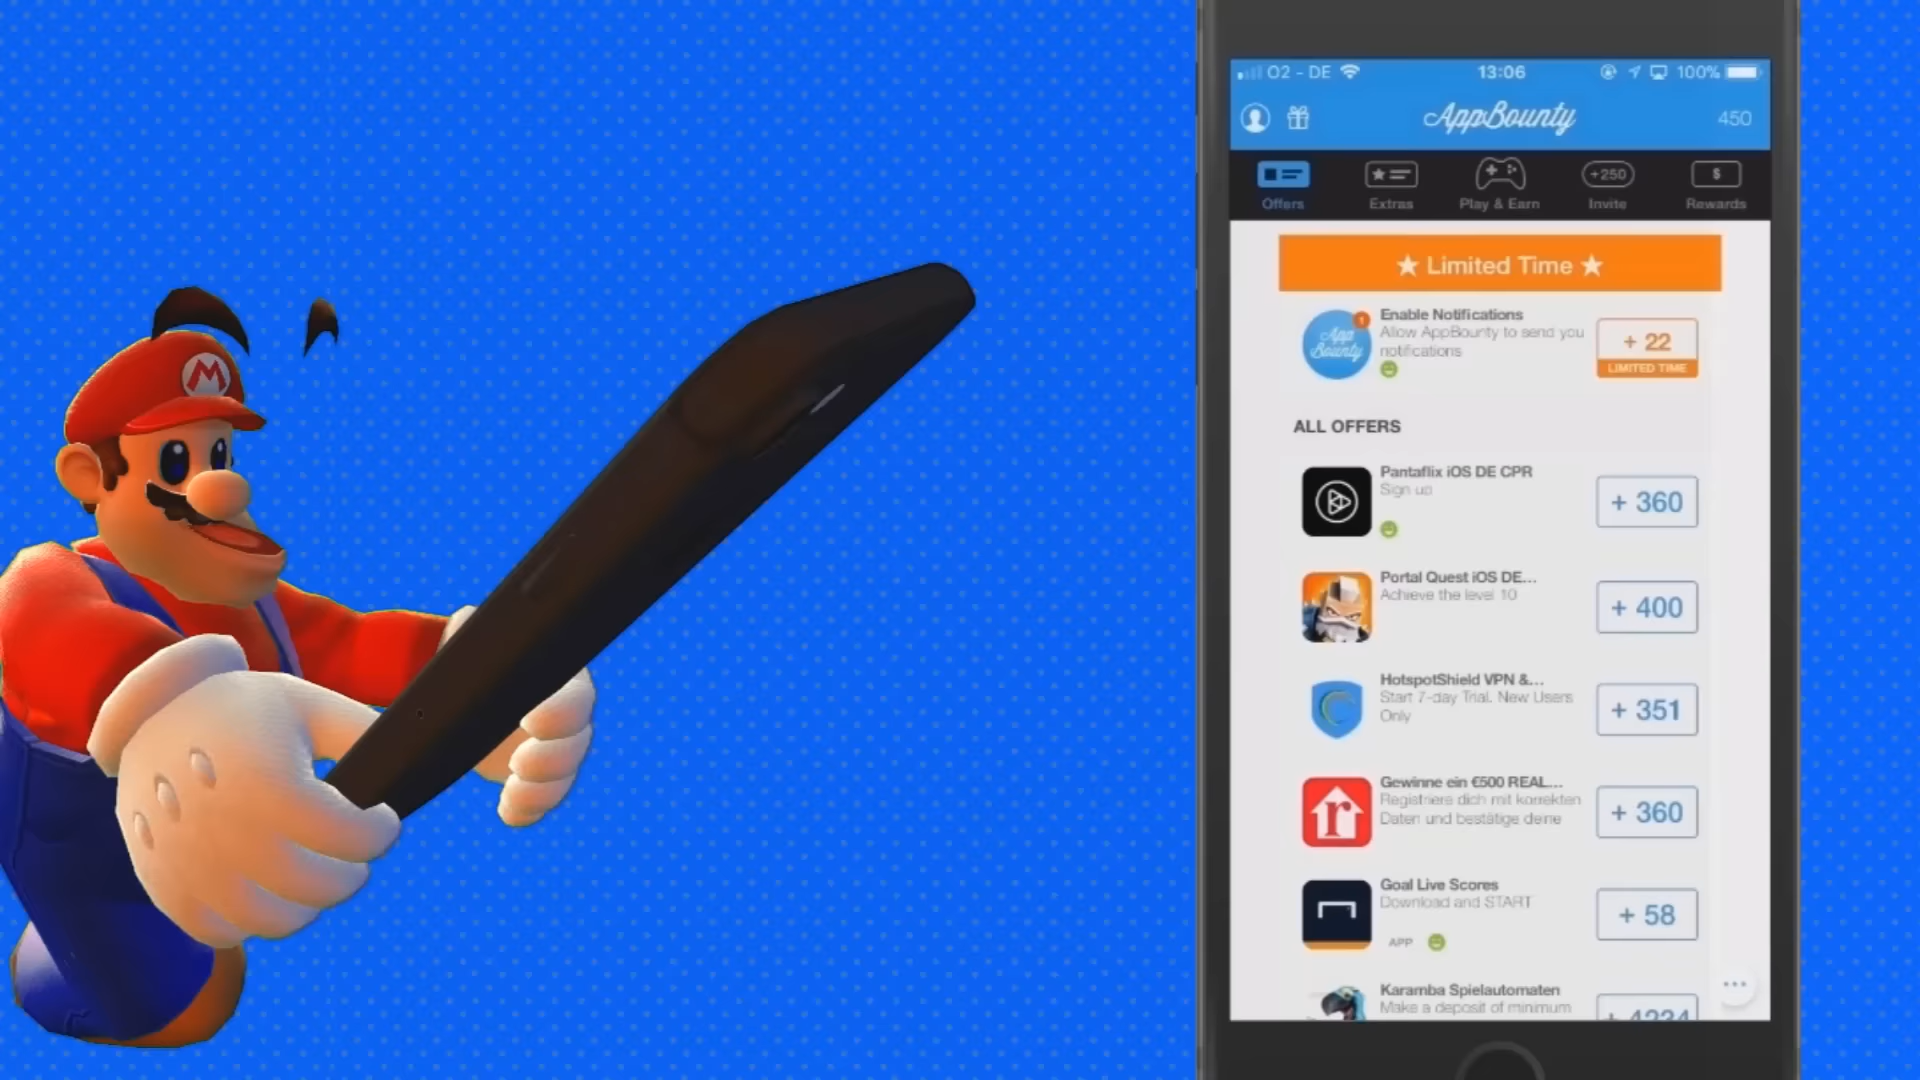 O2 - DE 13:06 100%
AppBounty 450
+250 $
Offers Extras Play & Earn Invite Rewards
★ Limited Time ★
App Bounty 1
Enable Notifications
Allow AppBounty to send you
notifications
+ 22
LIMITED TIME
ALL OFFERS
Pantaflix iOS DE CPR
Sign up
+ 360
Portal Quest iOS DE...
Achieve the level 10
+ 400
HotspotShield VPN &...
Start 7-day Trial. New Users
Only
+ 351
Gewinne ein €500 REAL...
Registriere dich mit korrekten
Daten und bestätige deine
r
+ 360
Goal Live Scores
Download and START
APP
+ 58
Karamba Spielautomaten
Make a deposit of minimum
+ 4234
M